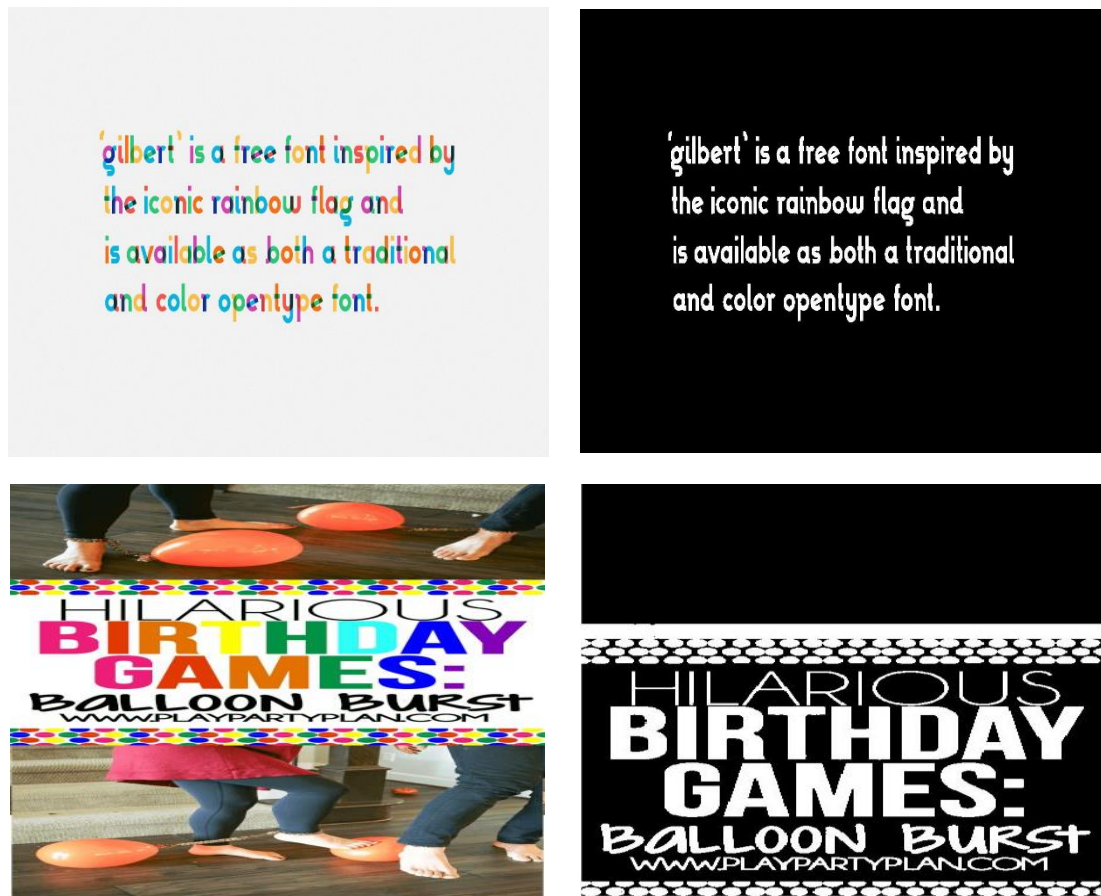 ‘gilbert‘ is a free font inspired by
the iconic rainbow flag and
is available as both a traditional
and color opentype font.
‘gilbert‘ is a free font inspired by
the iconic rainbow flag and
is available as both a traditional
and color opentype font.
HILARIOUS
BIRTHDAY
GAMES:
BALLOON BURSt
WWW.PLAYPARTYPLAN.COM
HILARIOUS
BIRTHDAY
GAMES:
BALLOON BURSt
WWW.PLAYPARTYPLAN.COM